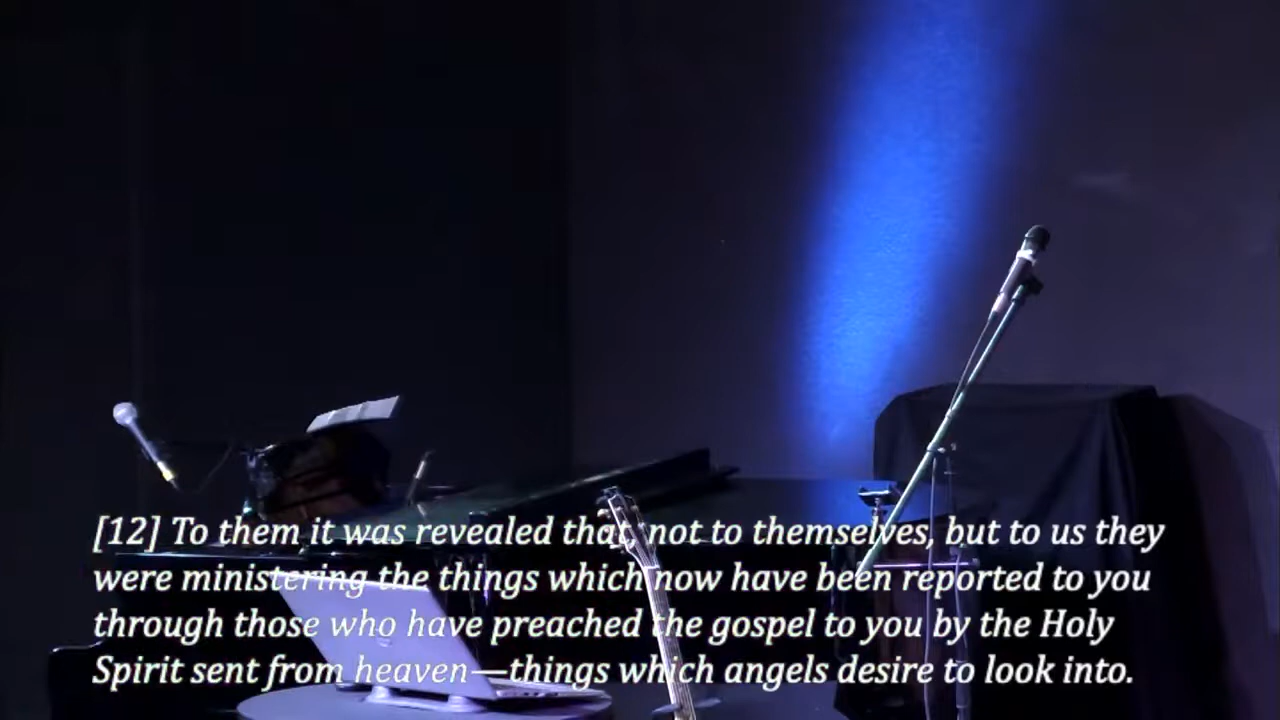 [12] To them it was revealed that, not to themselves, but to us they
were ministering the things which now have been reported to you
through those who have preached the gospel to you by the Holy
Spirit sent from heaven—things which angels desire to look into.